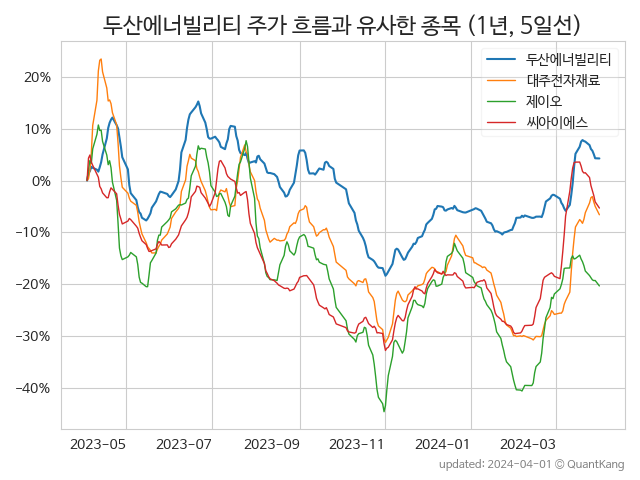 두산에너빌리티 주가 흐름과 유사한 종목 (1년, 5일선)
두산에너빌리티
대주전자재료
제이오
씨아이에스
20%
10%
0%
−10%
−20%
−30%
−40%
2023-05 2023-07 2023-09 2023-11 2024-01 2024-03
updated: 2024-04-01 © QuantKang